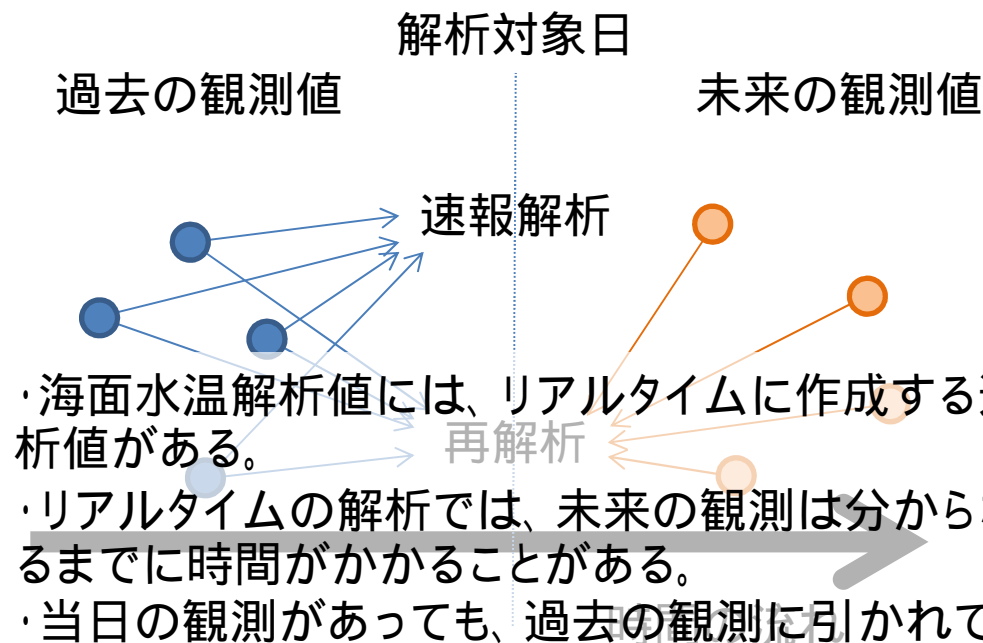 解析対象日
過去の観測値
未来の観測値
速報解析
・海面水温解析値には、リアルタイムに作成する
析値がある。
再解析
・リアルタイムの解析では、未来の観測は分から
るまでに時間がかかることがある。
・当日の観測があっても、過去の観測に引かれて
時間の流れ